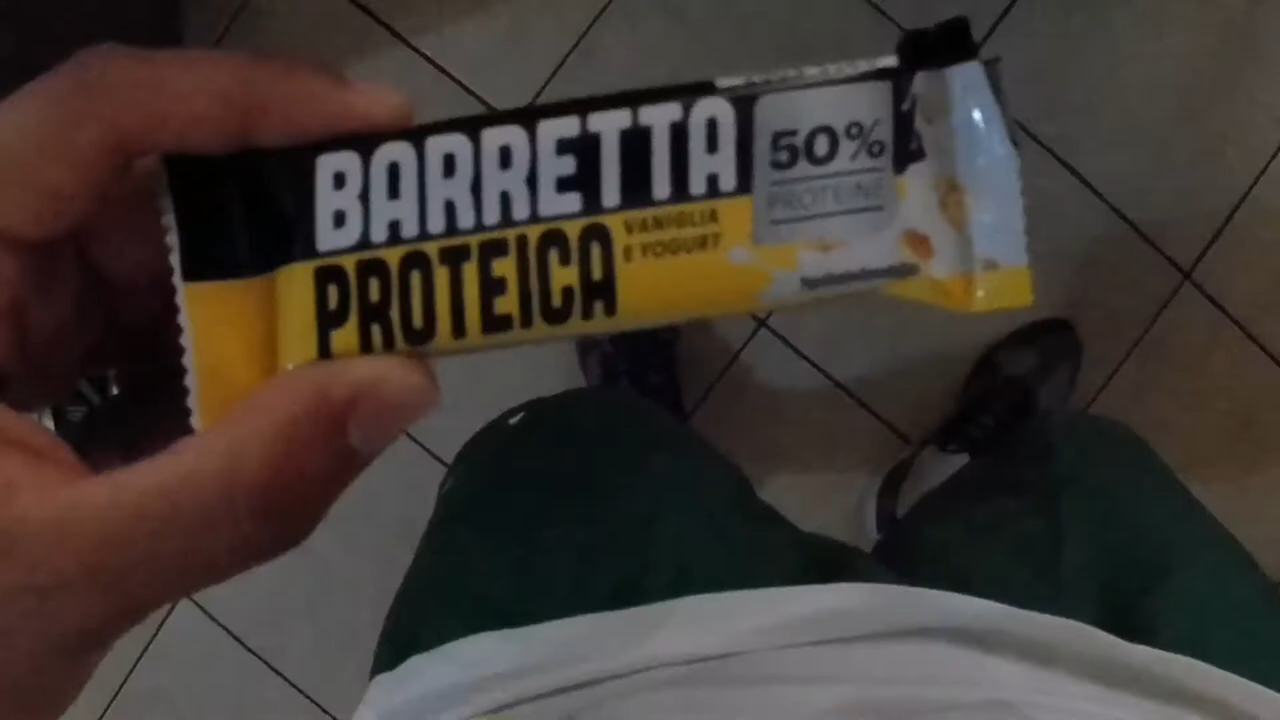 BARRETTA
PROTEICA
VANIGLIA
E YOGURT
50%
PROTEINE